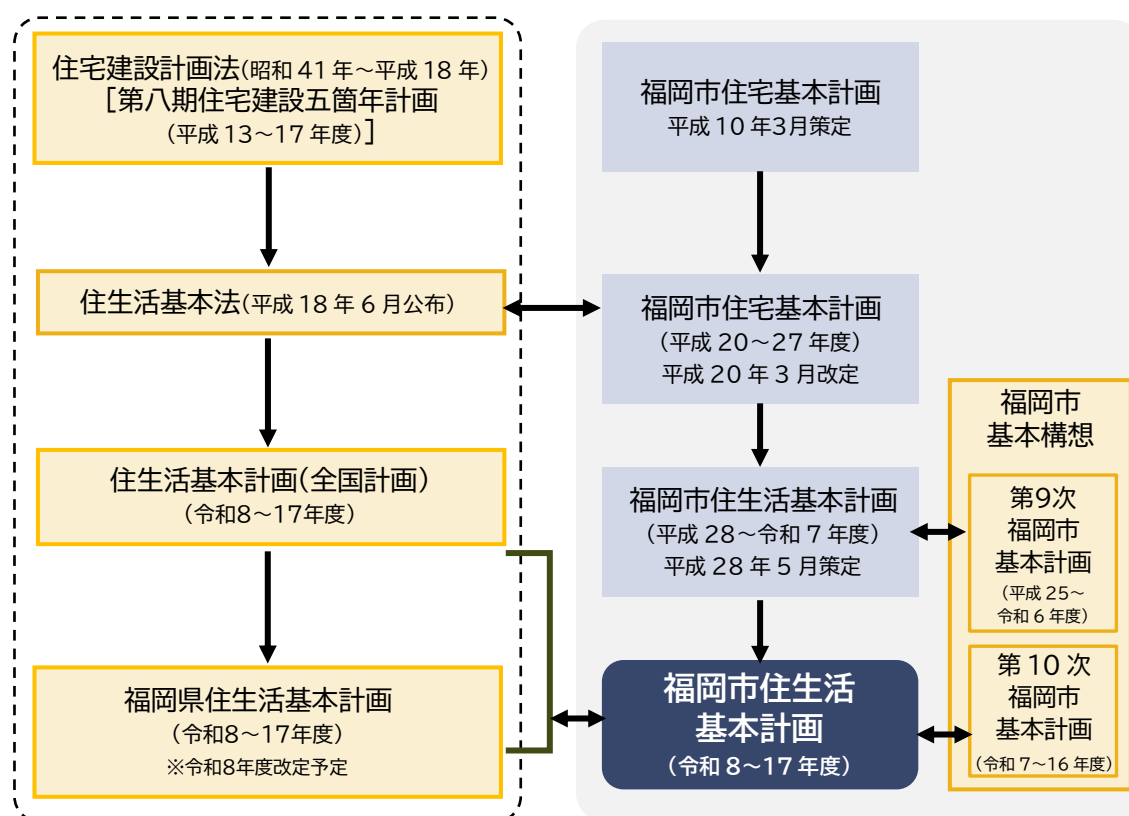 住宅建設計画法(昭和 41 年～平成 18 年)
［第八期住宅建設五箇年計画
（平成 13～17 年度）］
住生活基本法(平成 18 年 6 月公布)
住生活基本計画(全国計画)
（令和8～17年度）
福岡県住生活基本計画
（令和8～17年度）
※令和8年度改定予定
福岡市住宅基本計画
平成 10 年3月策定
福岡市住宅基本計画
（平成 20～27 年度）
平成 20 年 3 月改定
福岡市住生活基本計画
（平成 28～令和 7 年度）
平成 28 年 5 月策定
福岡市住生活
基本計画
（令和 8～17 年度）
福岡市
基本構想
第9次
福岡市
基本計画
（平成 25～
令和 6 年度）
第 10 次
福岡市
基本計画
（令和 7～16 年度）